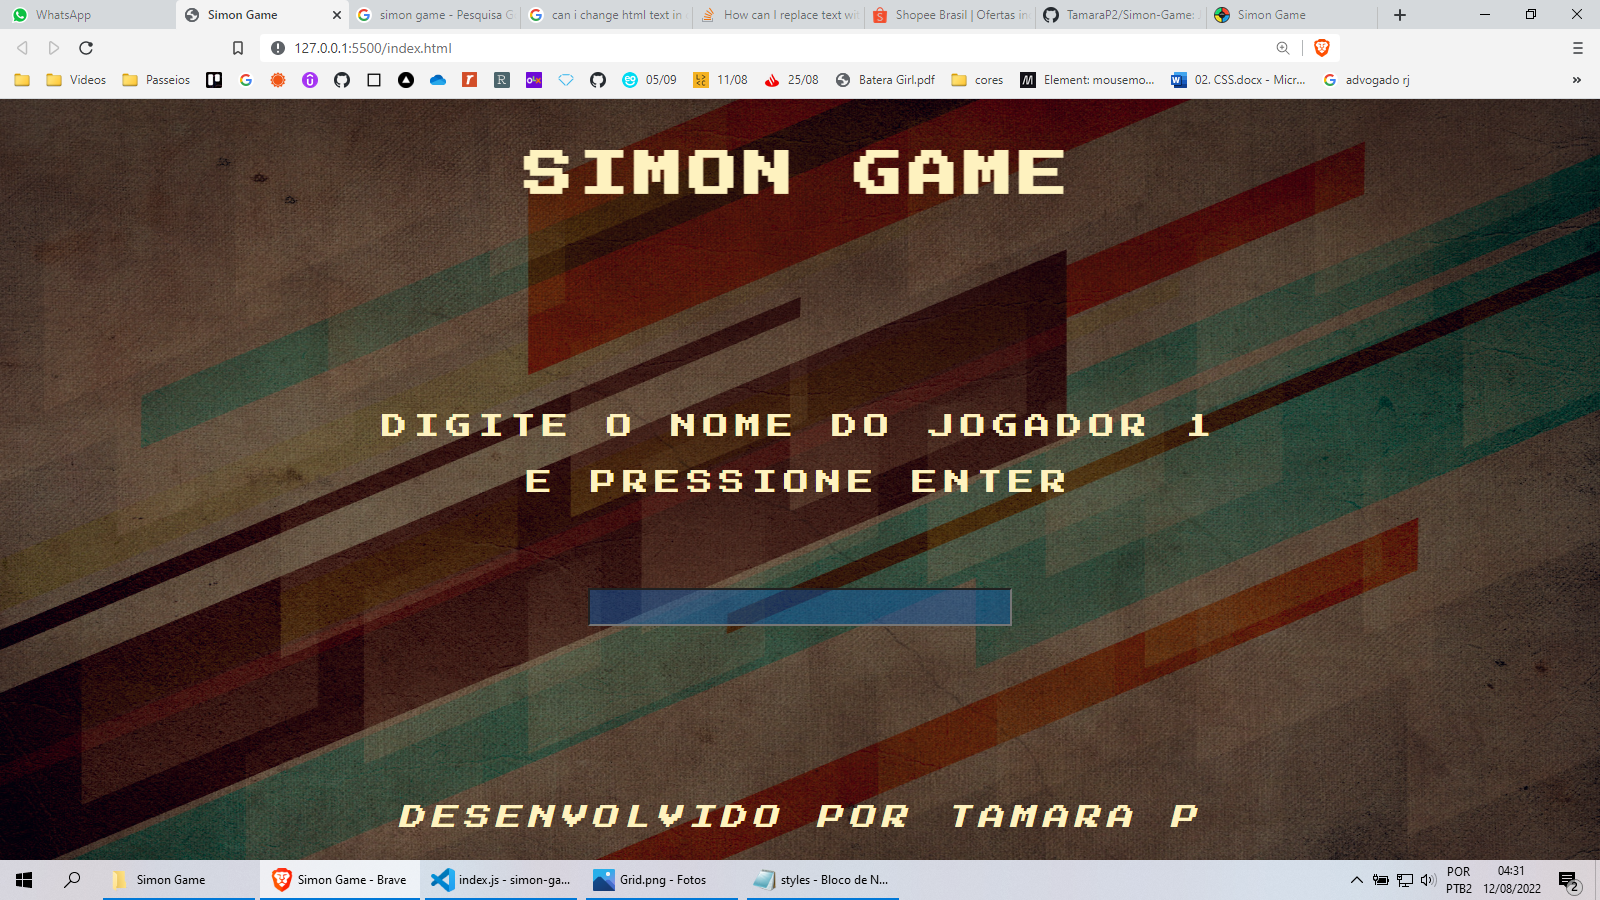 WhatsApp
Simon Game
simon game - Pesquisa G
can i change html text in
How can I replace text wi
Shopee Brasil | Ofertas in
TamaraP2/Simon-Game:
Simon Game
127.0.0.1:5500/index.html
Videos
Passeios
05/09
11/08
25/08
Batera Girl.pdf
cores
Element: mousemo...
02. CSS.docx - Micr...
advogado rj
»
SIMON GAME
DIGITE O NOME DO JOGADOR 1
E PRESSIONE ENTER
DESENVOLVIDO POR TAMARA P
Simon Game
Simon Game - Brave
index.js - simon-ga...
Grid.png - Fotos
styles - Bloco de N...
POR
PTB2
04:31
12/08/2022
2